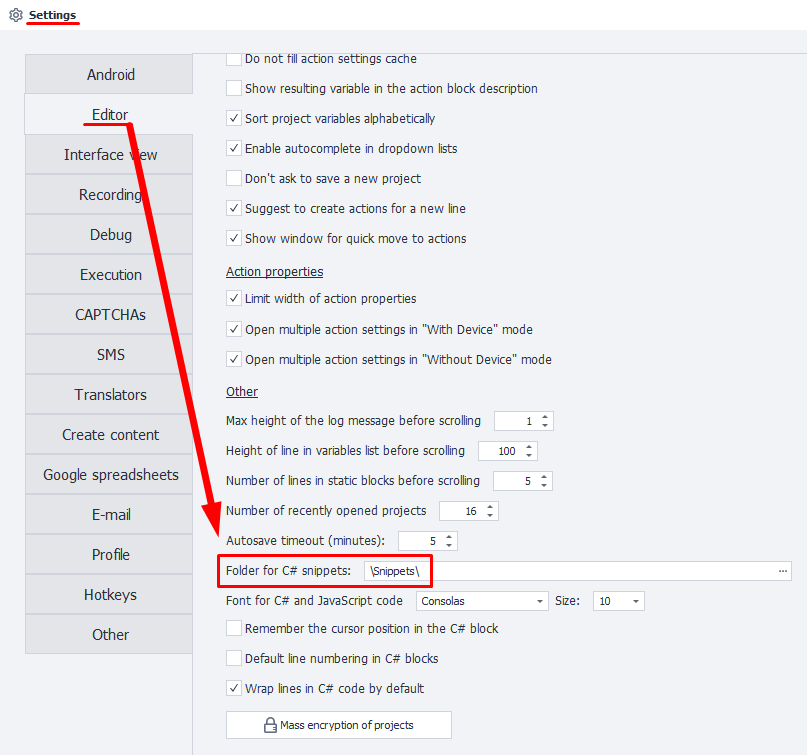 Settings
Android
Editor
Interface view
Recording
Debug
Execution
CAPTCHAs
SMS
Translators
Create content
Google spreadsheets
E-mail
Profile
Hotkeys
Other
Do not fill action settings cache
Show resulting variable in the action block description
Sort project variables alphabetically
Enable autocomplete in dropdown lists
Don't ask to save a new project
Suggest to create actions for a new line
Show window for quick move to actions
Action properties
Limit width of action properties
Open multiple action settings in "With Device" mode
Open multiple action settings in "Without Device" mode
Other
Max height of the log message before scrolling 1
Height of line in variables list before scrolling 100
Number of lines in static blocks before scrolling 5
Number of recently opened projects 16
Autosave timeout (minutes): 5
Folder for C# snippets: \Snippets\ ...
Font for C# and JavaScript code Consolas Size: 10
Remember the cursor position in the C# block
Default line numbering in C# blocks
Wrap lines in C# code by default
Mass encryption of projects